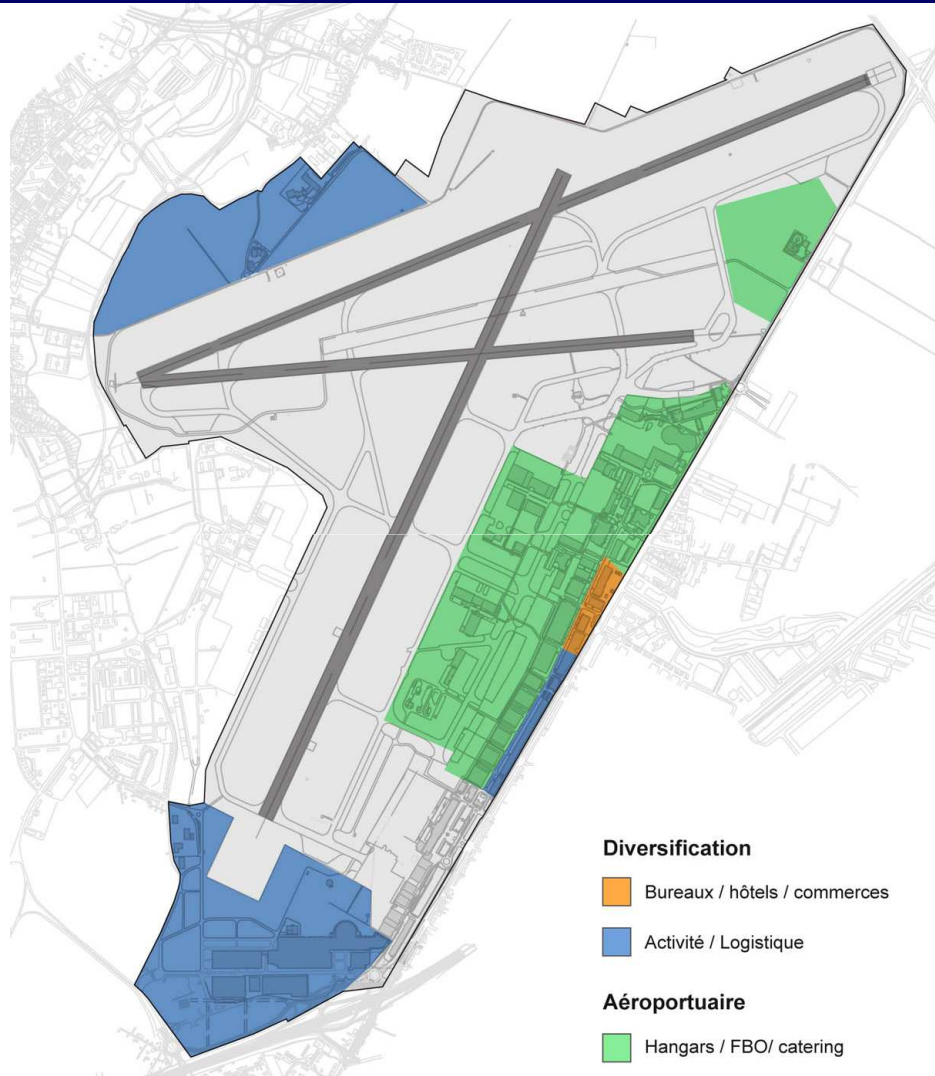 Diversification
Bureaux / hôtels / commerces
Activité / Logistique
Aéroportuaire
Hangars / FBO/ catering